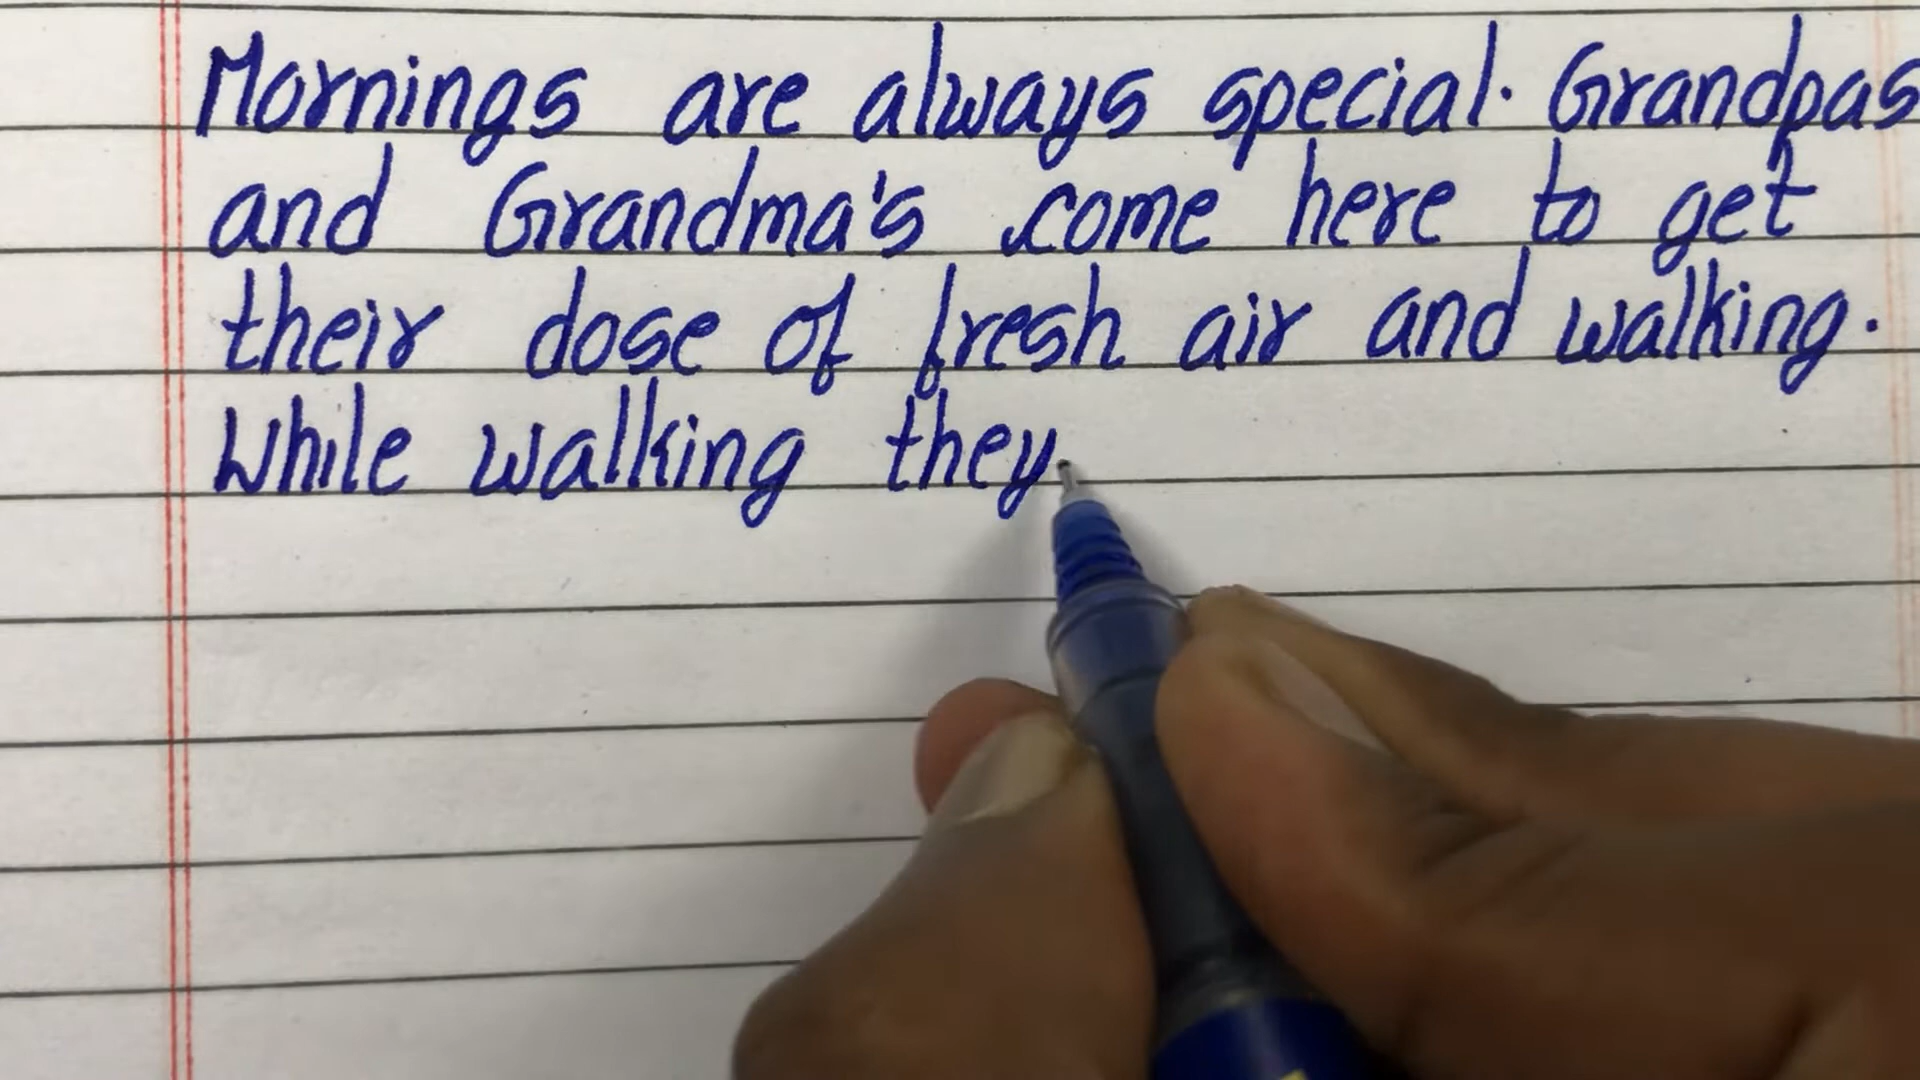 Mornings are always special. Grandpas
and Grandma's come here to get
their dose of fresh air and walking.
While walking they